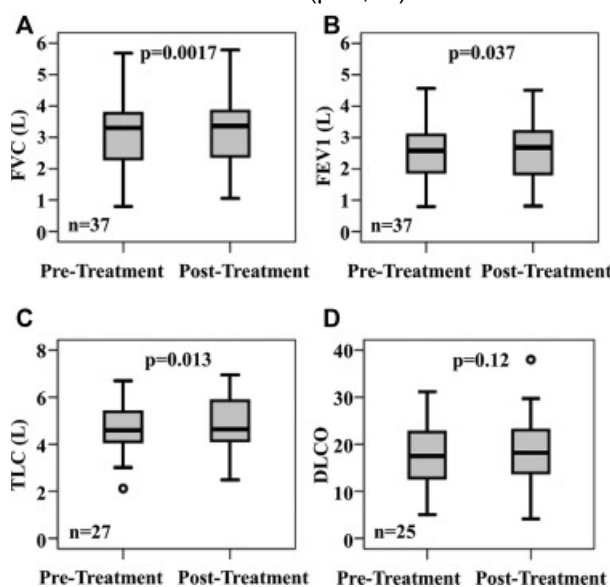 A
p=0.0017
FVC (L)
6
5
4
3
2
1
0
n=37
Pre-Treatment Post-Treatment
B
p=0.037
FEV1 (L)
6
5
4
3
2
1
0
n=37
Pre-Treatment Post-Treatment
C
p=0.013
TLC (L)
8
6
4
2
0
n=27
Pre-Treatment Post-Treatment
D
p=0.12
DLCO
40
30
20
10
0
n=25
Pre-Treatment Post-Treatment